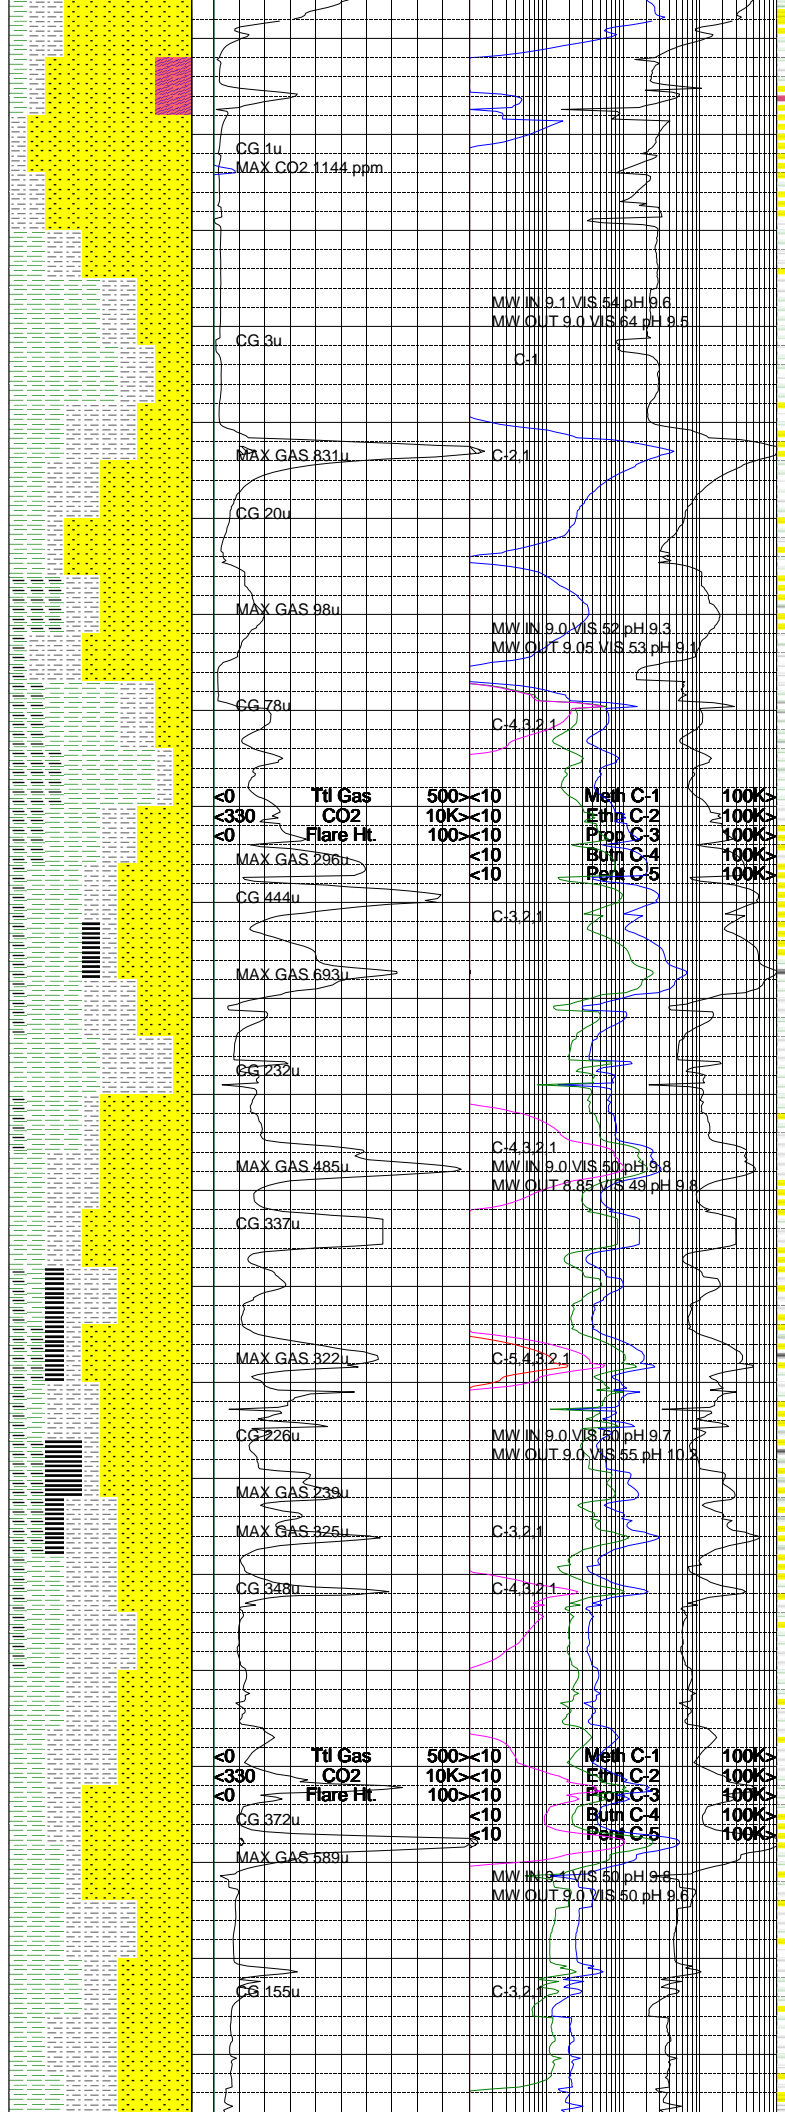 CG 1u
MAX CO2 1144 ppm
MW IN 9.1 VIS 54 pH 9.6
MW OUT 9.0 VIS 64 pH 9.5
CG 3u
C-1
MAX GAS 831u
C-2,1
CG 20u
MAX GAS 98u
MW IN 9.0 VIS 52 pH 9.3
MW OUT 9.05 VIS 53 pH 9.1
CG 78u
C-4,3,2,1
<0 Ttl Gas 500><10 Meth C-1 100K>
<330 CO2 10K><10 Ethn C-2 100K>
<0 Flare Ht. 100><10 Prop C-3 100K>
<10 Butn C-4 100K>
MAX GAS 296u
<10 Pent C-5 100K>
CG 444u
C-3,2,1
MAX GAS 693u
CG 232u
C-4,3,2,1
MAX GAS 485u
MW IN 9.0 VIS 50 pH 9.8
MW OUT 8.85 VIS 49 pH 9.8
CG 337u
MAX GAS 322u
C-5,4,3,2,1
CG 226u
MW IN 9.0 VIS 50 pH 9.7
MW OUT 9.0 VIS 55 pH 10.2
MAX GAS 239u
MAX GAS 325u
C-3,2,1
CG 348u
C-4,3,2,1
<0 Ttl Gas 500><10 Meth C-1 100K>
<330 CO2 10K><10 Ethn C-2 100K>
<0 Flare Ht. 100><10 Prop C-3 100K>
<10 Butn C-4 100K>
CG 372u
<10 Pent C-5 100K>
MAX GAS 589u
MW IN 9.1 VIS 50 pH 9.8
MW OUT 9.0 VIS 50 pH 9.67
CG 155u
C-3,2,1